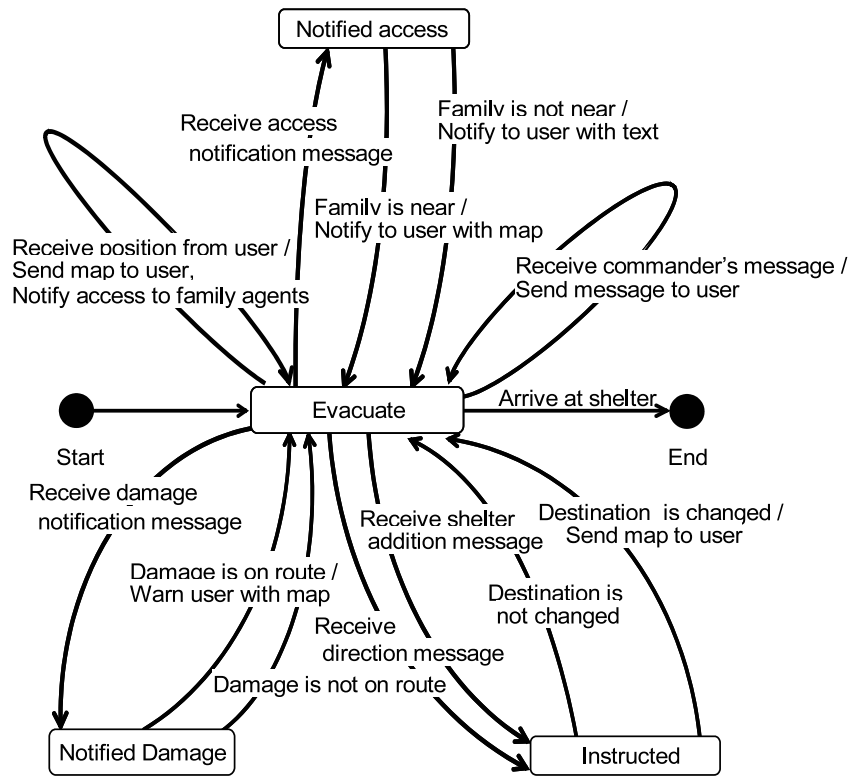 Notified access
Receive access
notification message
Family is not near /
Notify to user with text
Family is near /
Notify to user with map
Receive position from user /
Send map to user,
Notify access to family agents
Receive commander's message /
Send message to user
Evacuate
Arrive at shelter
Start
End
Receive damage
notification message
Receive shelter
addition message
Destination is changed /
Send map to user
Damage is on route /
Warn user with map
Destination is
not changed
Receive
direction message
Damage is not on route
Notified Damage
Instructed